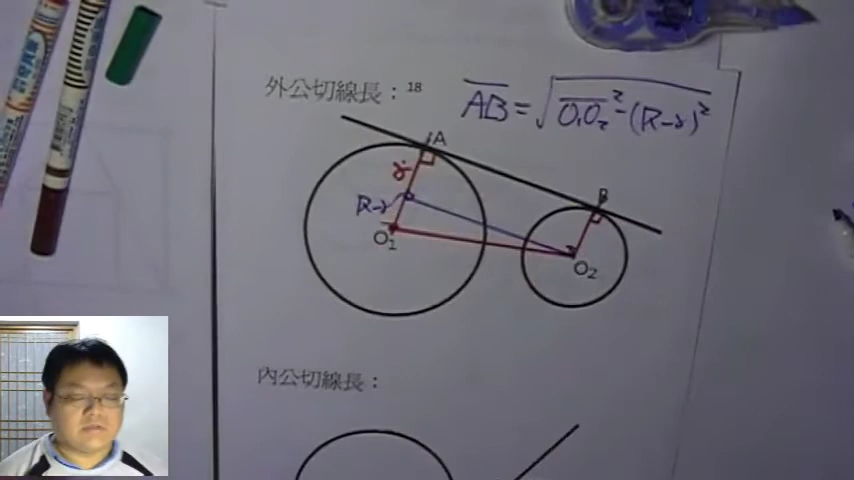 外公切線長：18
AB = √O₁O₂² - (R-r)²
A
r
B
R-r
O₁
O₂
內公切線長：